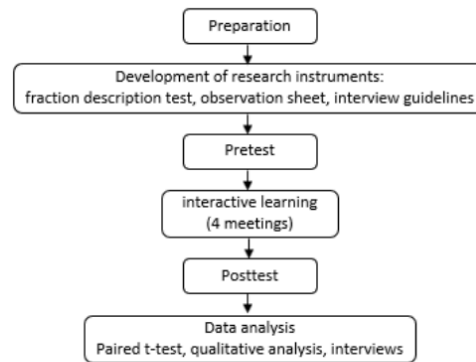 Preparation
Development of research instruments:
fraction description test, observation sheet, interview guidelines
Pretest
interactive learning
(4 meetings)
Posttest
Data analysis
Paired t-test, qualitative analysis, interviews